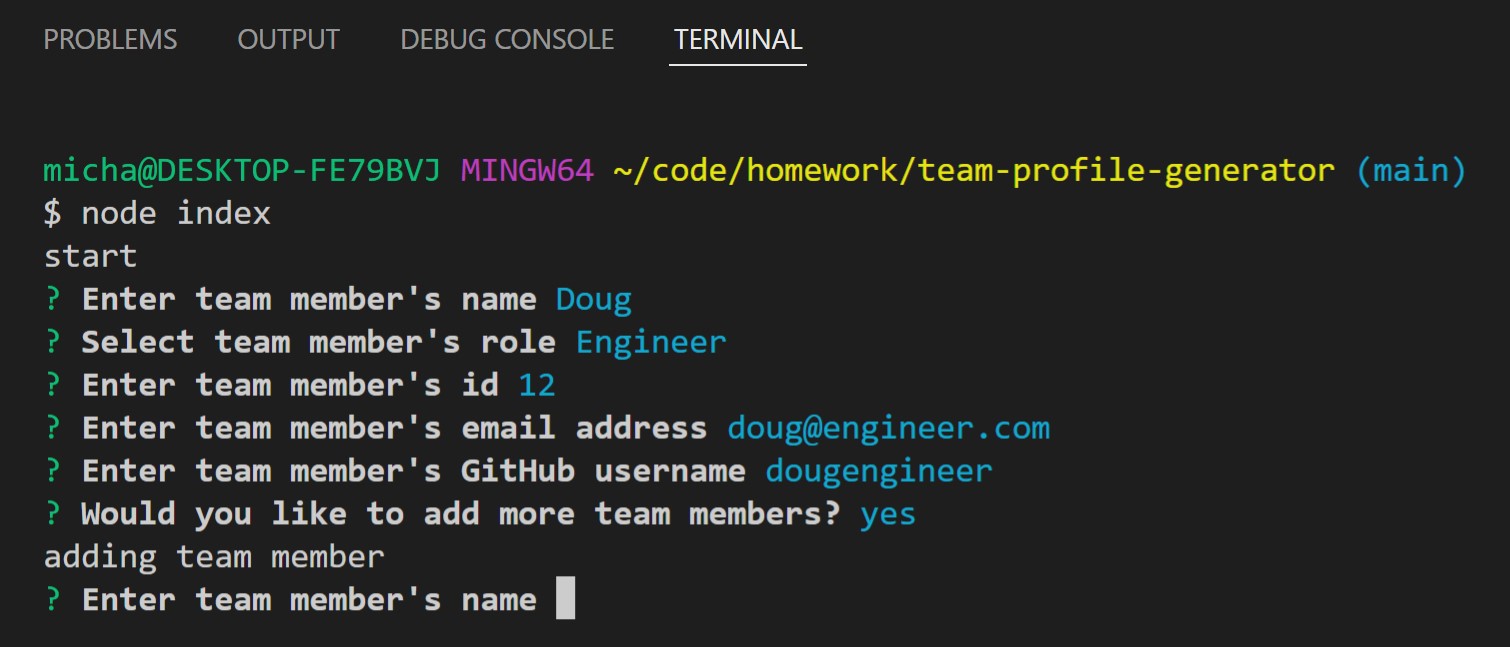 PROBLEMS OUTPUT DEBUG CONSOLE TERMINAL
micha@DESKTOP-FE79BVJ MINGW64 ~/code/homework/team-profile-generator (main)
$ node index
start
? Enter team member's name Doug
? Select team member's role Engineer
? Enter team member's id 12
? Enter team member's email address doug@engineer.com
? Enter team member's GitHub username dougengineer
? Would you like to add more team members? yes
adding team member
? Enter team member's name